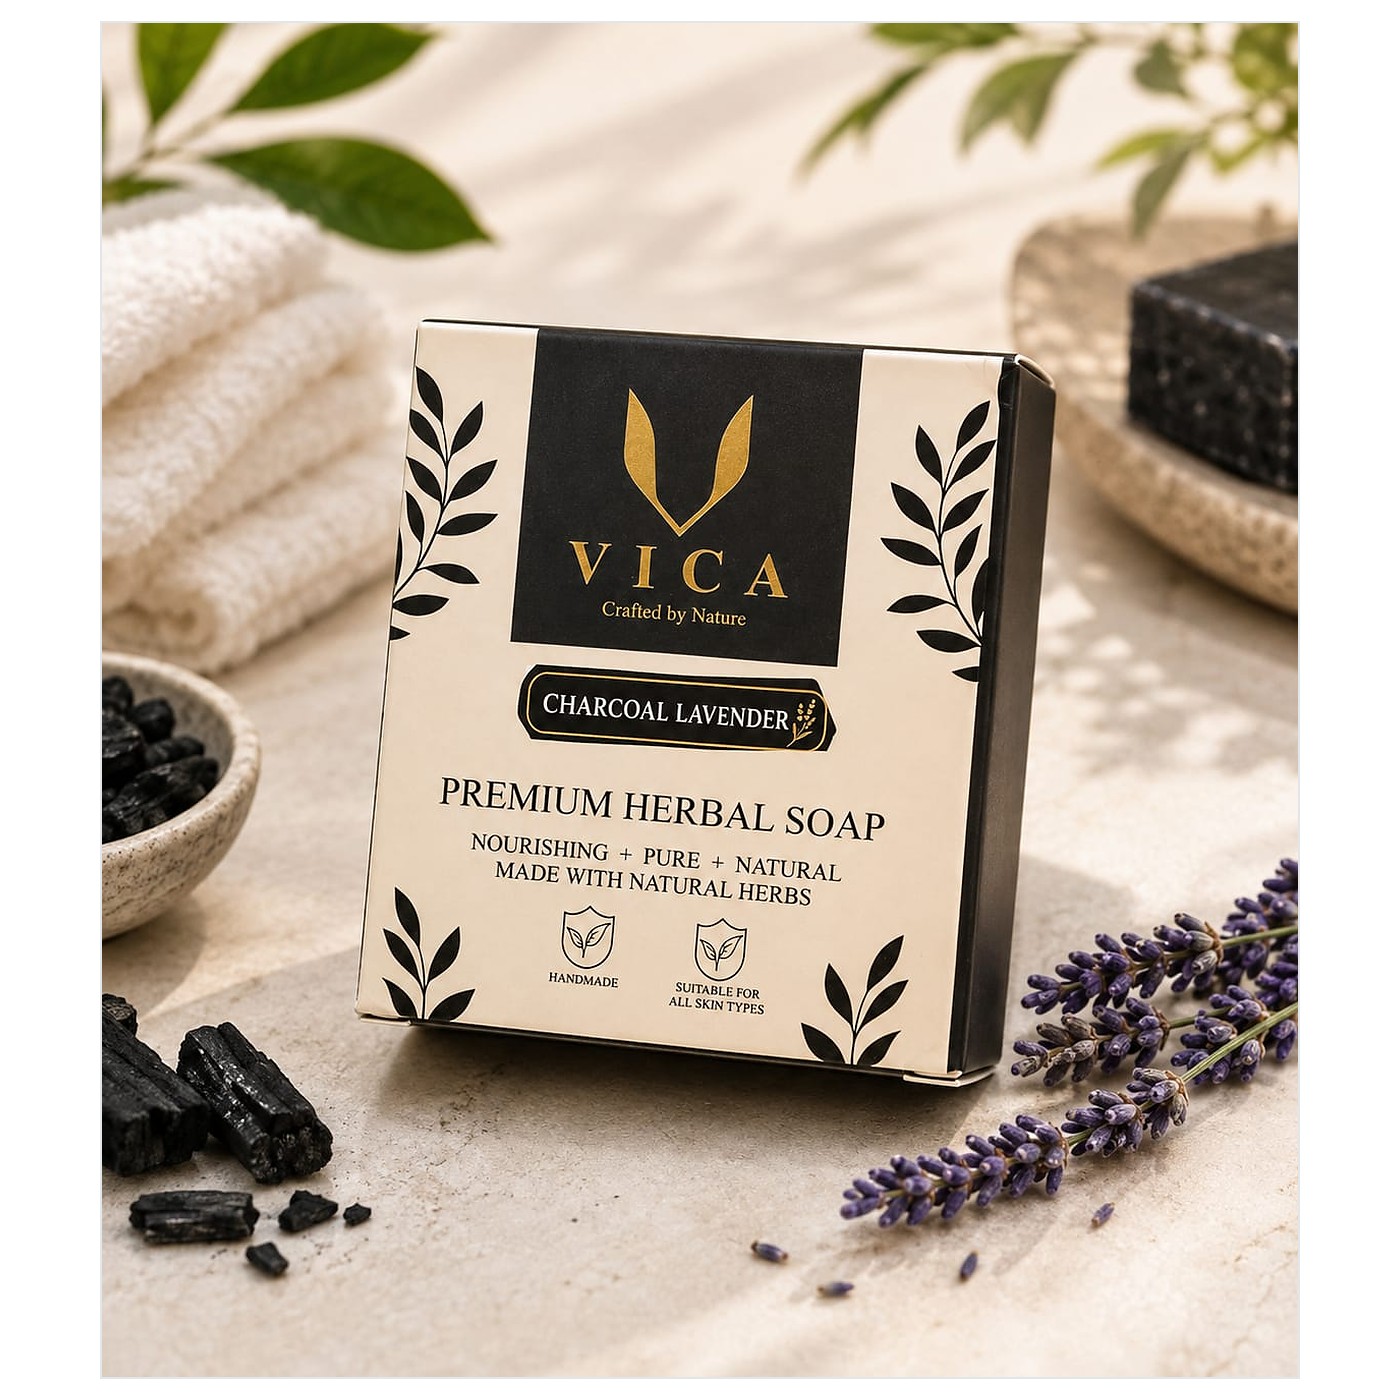 VICA
Crafted by Nature
CHARCOAL LAVENDER
PREMIUM HERBAL SOAP
NOURISHING + PURE + NATURAL
MADE WITH NATURAL HERBS
HANDMADE
SUITABLE FOR
ALL SKIN TYPES